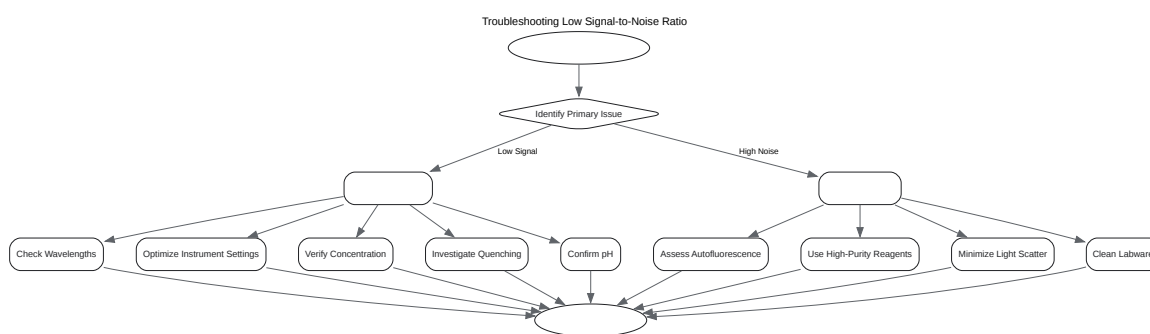 Troubleshooting Low Signal-to-Noise Ratio
Identify Primary Issue
Low Signal
High Noise
Check Wavelengths
Optimize Instrument Settings
Verify Concentration
Investigate Quenching
Confirm pH
Assess Autofluorescence
Use High-Purity Reagents
Minimize Light Scatter
Clean Labware